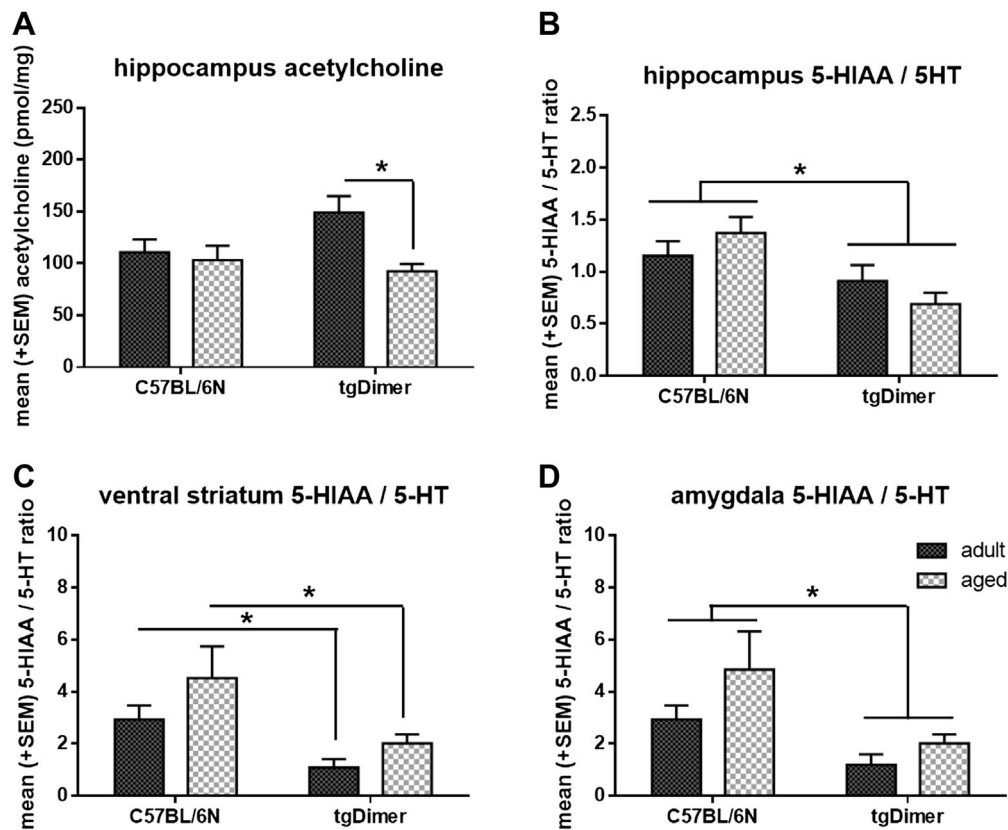 A
hippocampus acetylcholine
mean (+SEM) acetylcholine (pmol/mg)
250
200
150
100
50
0
*
C57BL/6N
tgDimer
B
hippocampus 5-HIAA / 5HT
mean (+SEM) 5-HIAA / 5-HT ratio
2.5
2.0
1.5
1.0
0.5
0.0
*
C57BL/6N
tgDimer
C
ventral striatum 5-HIAA / 5-HT
mean (+SEM) 5-HIAA / 5-HT ratio
10
8
6
4
2
0
*
*
C57BL/6N
tgDimer
D
amygdala 5-HIAA / 5-HT
mean (+SEM) 5-HIAA / 5-HT ratio
10
8
6
4
2
0
*
adult
aged
C57BL/6N
tgDimer